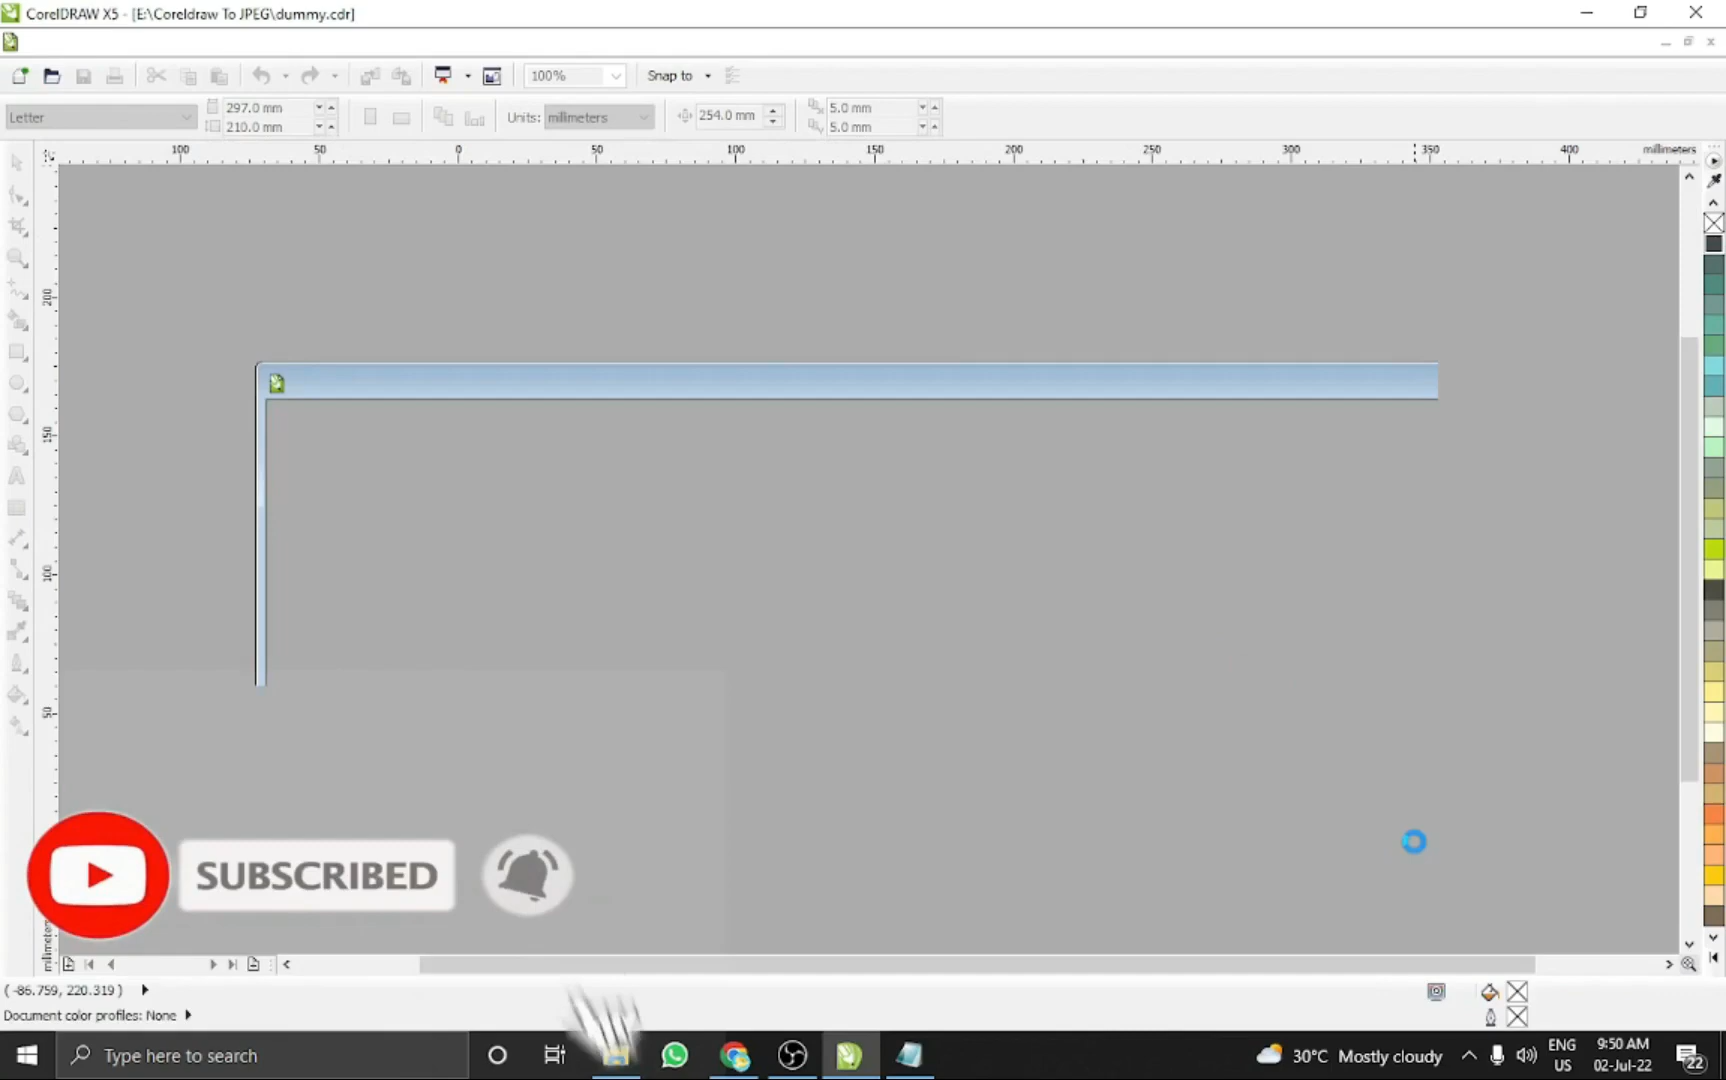 CorelDRAW X5 - [E:\Coreldraw To JPEG\dummy.cdr]
100%
Snap to
Letter
297.0 mm
210.0 mm
Units: millimeters
254.0 mm
5.0 mm
5.0 mm
100 50 0 50 100 150 200 250 300 350 400 millimeters
200
150
100
50
millimeters
SUBSCRIBED
( -86.759, 220.319 )
Document color profiles: None
Type here to search
30°C Mostly cloudy
ENG
US
9:50 AM
02-Jul-22
22